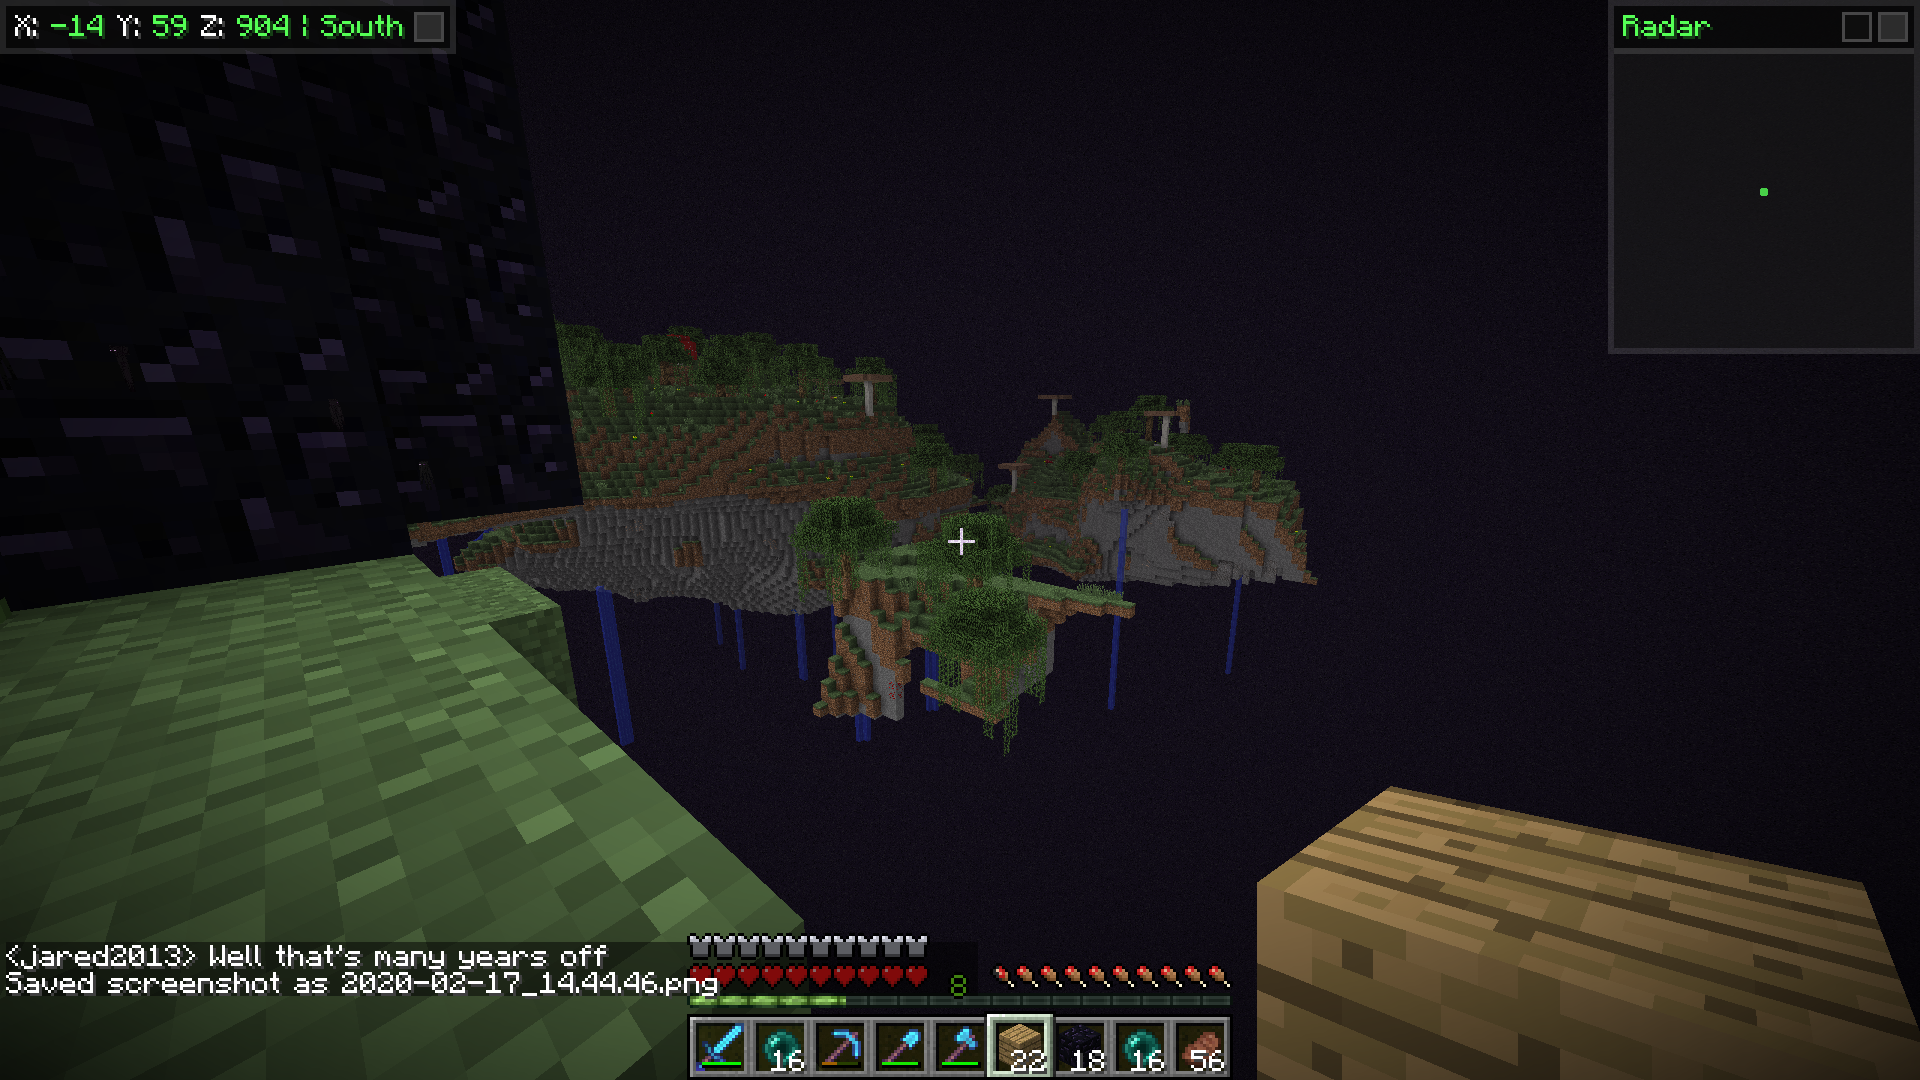 X: -14 Y: 59 Z: 904 | South
Radar
<jared2013> Well that's many years off
Saved screenshot as 2020-02-17_14.44.46.png
8
16
22
18
16
56